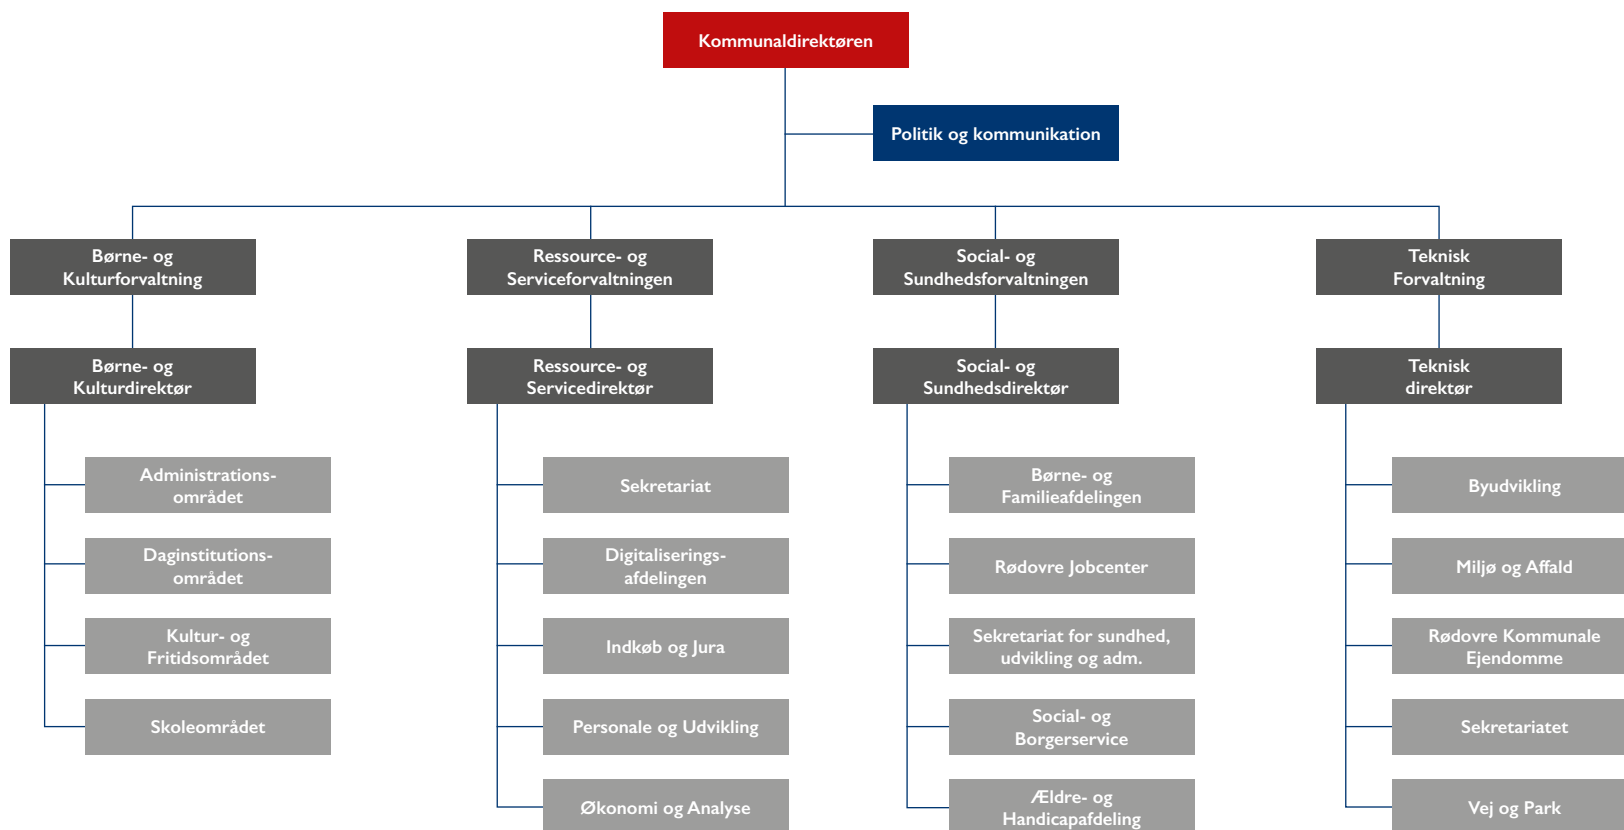 Kommunaldirektøren
Politik og kommunikation
Børne- og
Kulturforvaltning
Ressource- og
Serviceforvaltningen
Social- og
Sundhedsforvaltningen
Teknisk
Forvaltning
Børne- og
Kulturdirektør
Ressource- og
Servicedirektør
Social- og
Sundhedsdirektør
Teknisk
direktør
Administrations-
området
Daginstitutions-
området
Kultur- og
Fritidsområdet
Skoleområdet
Sekretariat
Digitaliserings-
afdelingen
Indkøb og Jura
Personale og Udvikling
Økonomi og Analyse
Børne- og
Familieafdelingen
Rødovre Jobcenter
Sekretariat for sundhed,
udvikling og adm.
Social- og
Borgerservice
Ældre- og
Handicapafdeling
Byudvikling
Miljø og Affald
Rødovre Kommunale
Ejendomme
Sekretariatet
Vej og Park